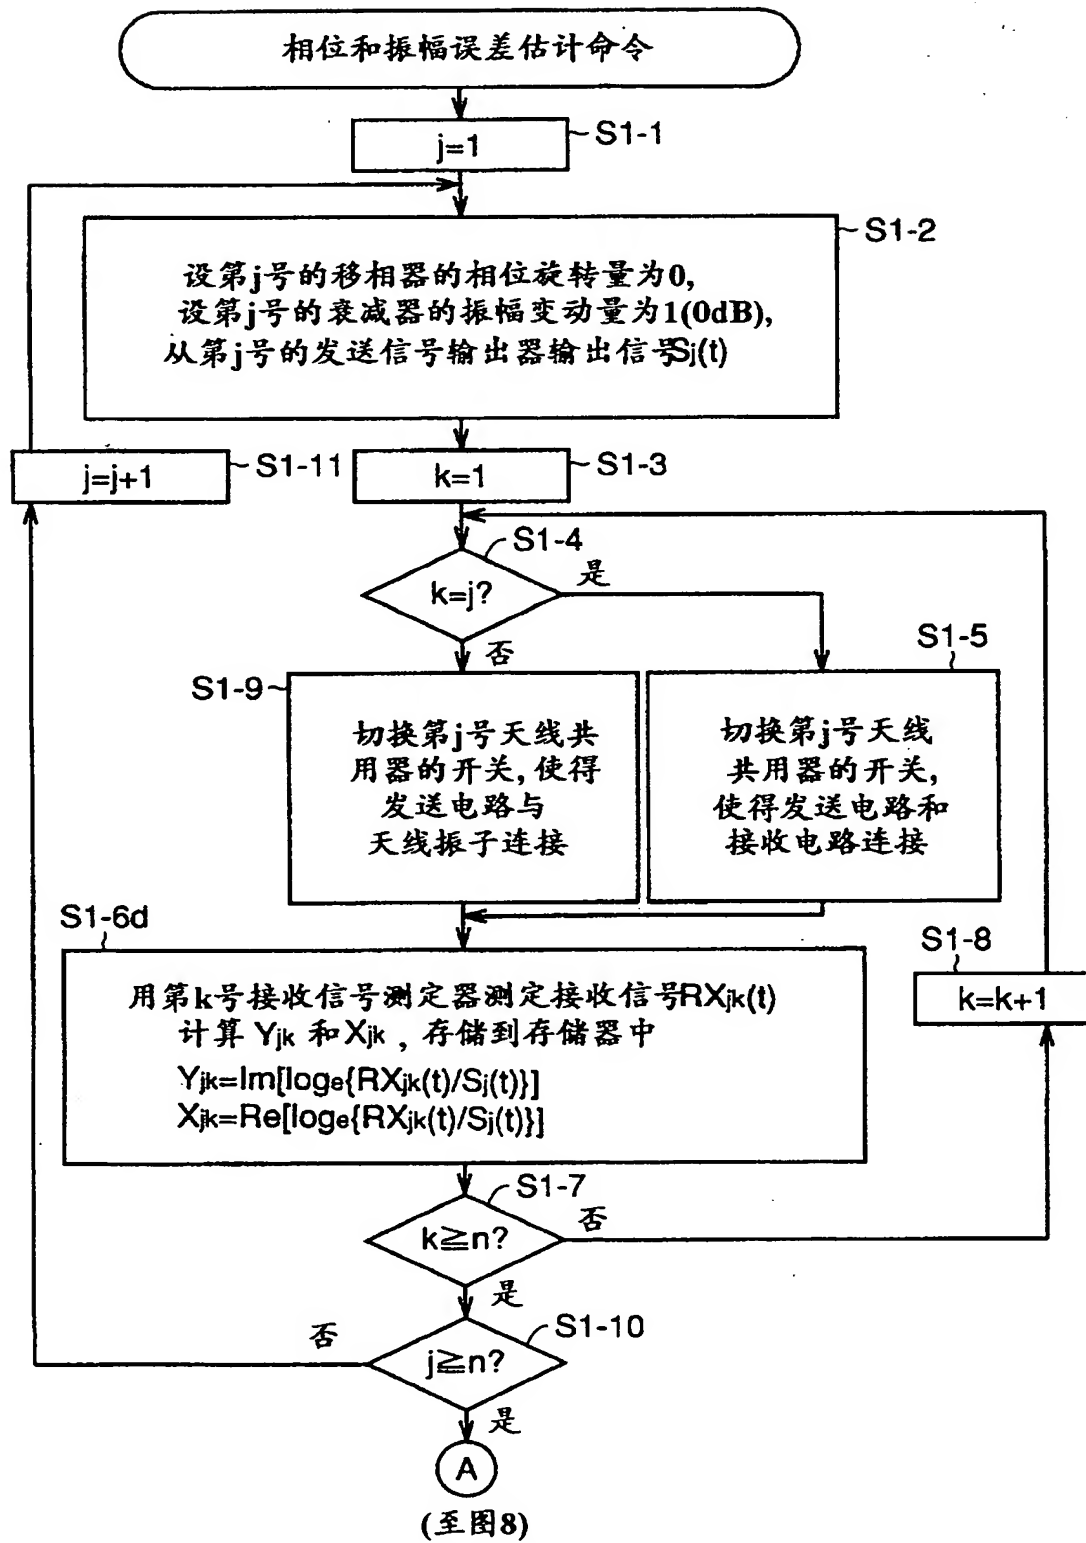 相位和振幅误差估计命令
j=1
S1-1
S1-2
设第j号的移相器的相位旋转量为0,
设第j号的衰减器的振幅变动量为1(0dB),
从第j号的发送信号输出器输出信号Sj(t)
j=j+1
S1-11
k=1
S1-3
S1-4
k=j?
是
否
S1-5
S1-9
切换第j号天线共
用器的开关,使得
发送电路与
天线振子连接
切换第j号天线
共用器的开关,
使得发送电路和
接收电路连接
S1-6d
S1-8
k=k+1
用第k号接收信号测定器测定接收信号RXjk(t)
计算 Yjk 和Xjk , 存储到存储器中
Yjk=Im[loge{RXjk(t)/Sj(t)}]
Xjk=Re[loge{RXjk(t)/Sj(t)}]
S1-7
k≧n?
否
是
S1-10
否
j≧n?
是
A
(至图8)